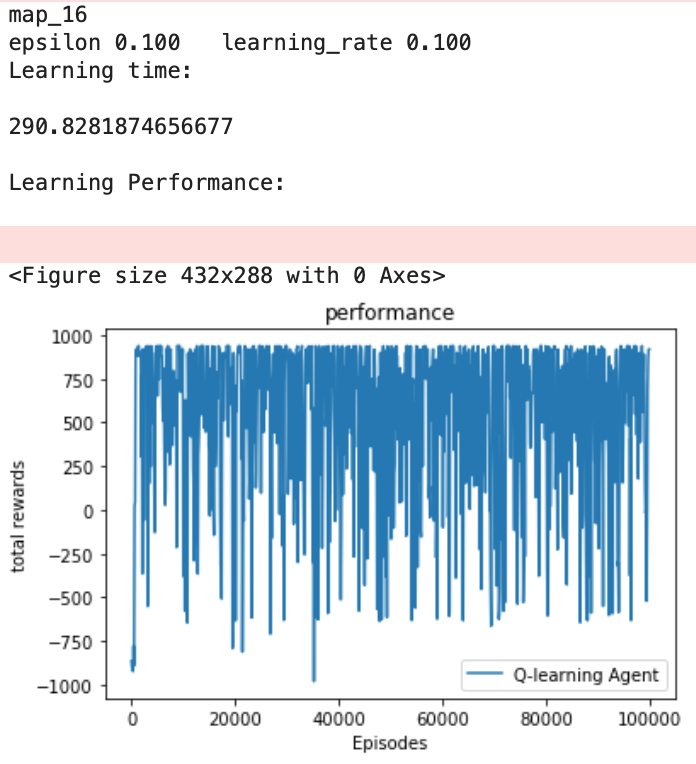 map_16
epsilon 0.100   learning_rate 0.100
Learning time:
290.8281874656677
Learning Performance:
<Figure size 432x288 with 0 Axes>
performance
1000
750
500
250
0
−250
−500
−750
−1000
total rewards
Q-learning Agent
0 20000 40000 60000 80000 100000
Episodes